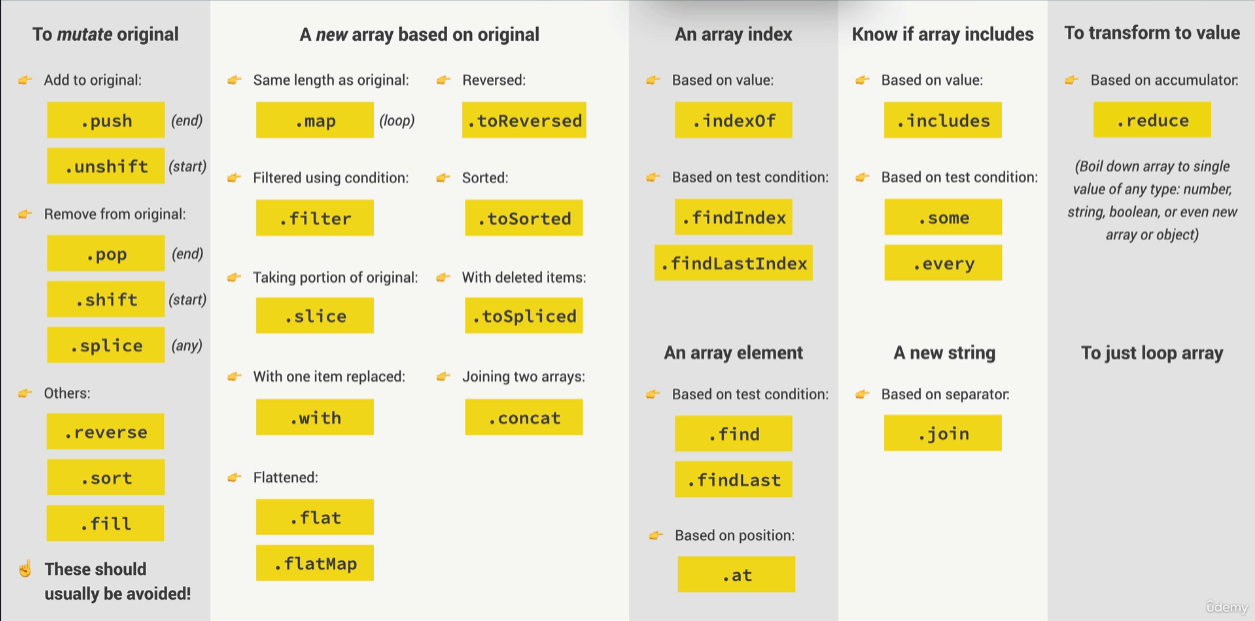 To mutate original
Add to original:
.push (end)
.unshift (start)
Remove from original:
.pop (end)
.shift (start)
.splice (any)
Others:
.reverse
.sort
.fill
These should
usually be avoided!
A new array based on original
Same length as original:
.map (loop)
Filtered using condition:
.filter
Taking portion of original:
.slice
With one item replaced:
.with
Flattened:
.flat
.flatMap
Reversed:
.toReversed
Sorted:
.toSorted
With deleted items:
.toSpliced
Joining two arrays:
.concat
An array index
Based on value:
.indexOf
Based on test condition:
.findIndex
.findLastIndex
An array element
Based on test condition:
.find
.findLast
Based on position:
.at
Know if array includes
Based on value:
.includes
Based on test condition:
.some
.every
A new string
Based on separator:
.join
To transform to value
Based on accumulator:
.reduce
(Boil down array to single
value of any type: number,
string, boolean, or even new
array or object)
To just loop array
ûdemy